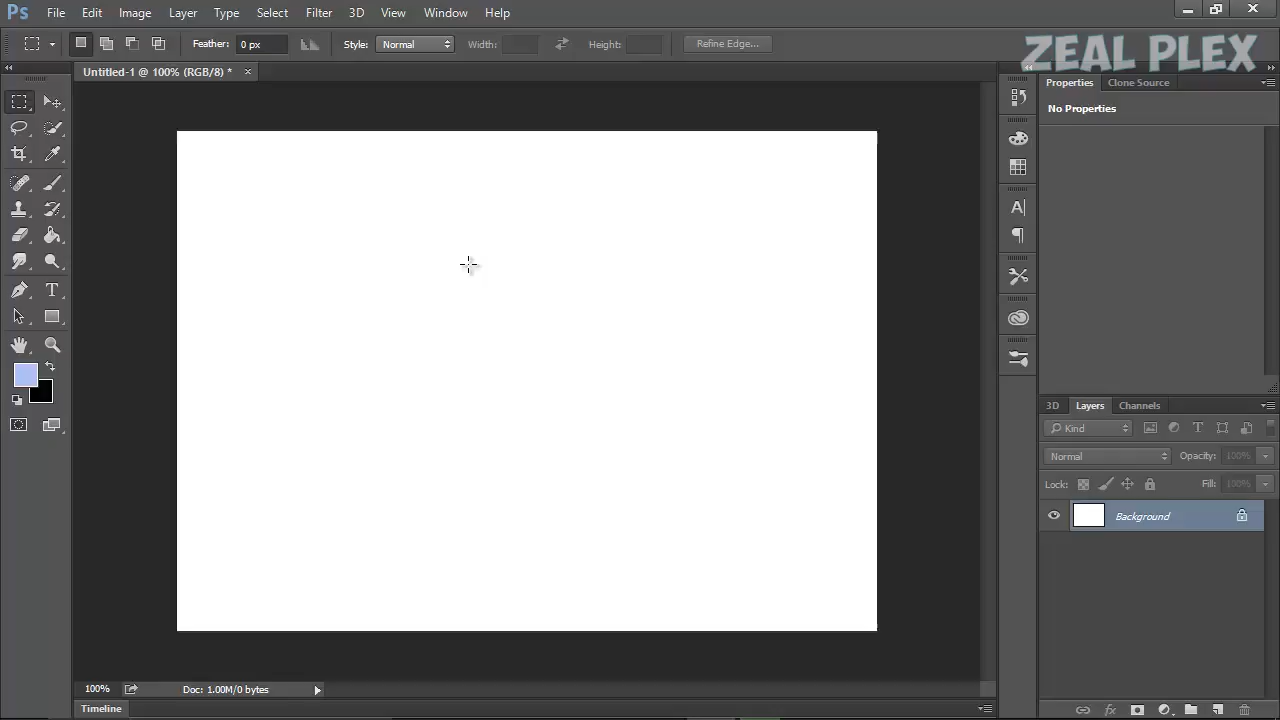 Ps File Edit Image Layer Type Select Filter 3D View Window Help
Feather: 0 px Style: Normal Width: Height: Refine Edge...
ZEAL PLEX
Untitled-1 @ 100% (RGB/8) * ×
Properties Clone Source
No Properties
A|
T
3D Layers Channels
Kind T
Normal Opacity: 100%
Lock: Fill: 100%
Background
100% Doc: 1.00M/0 bytes
Timeline
fx